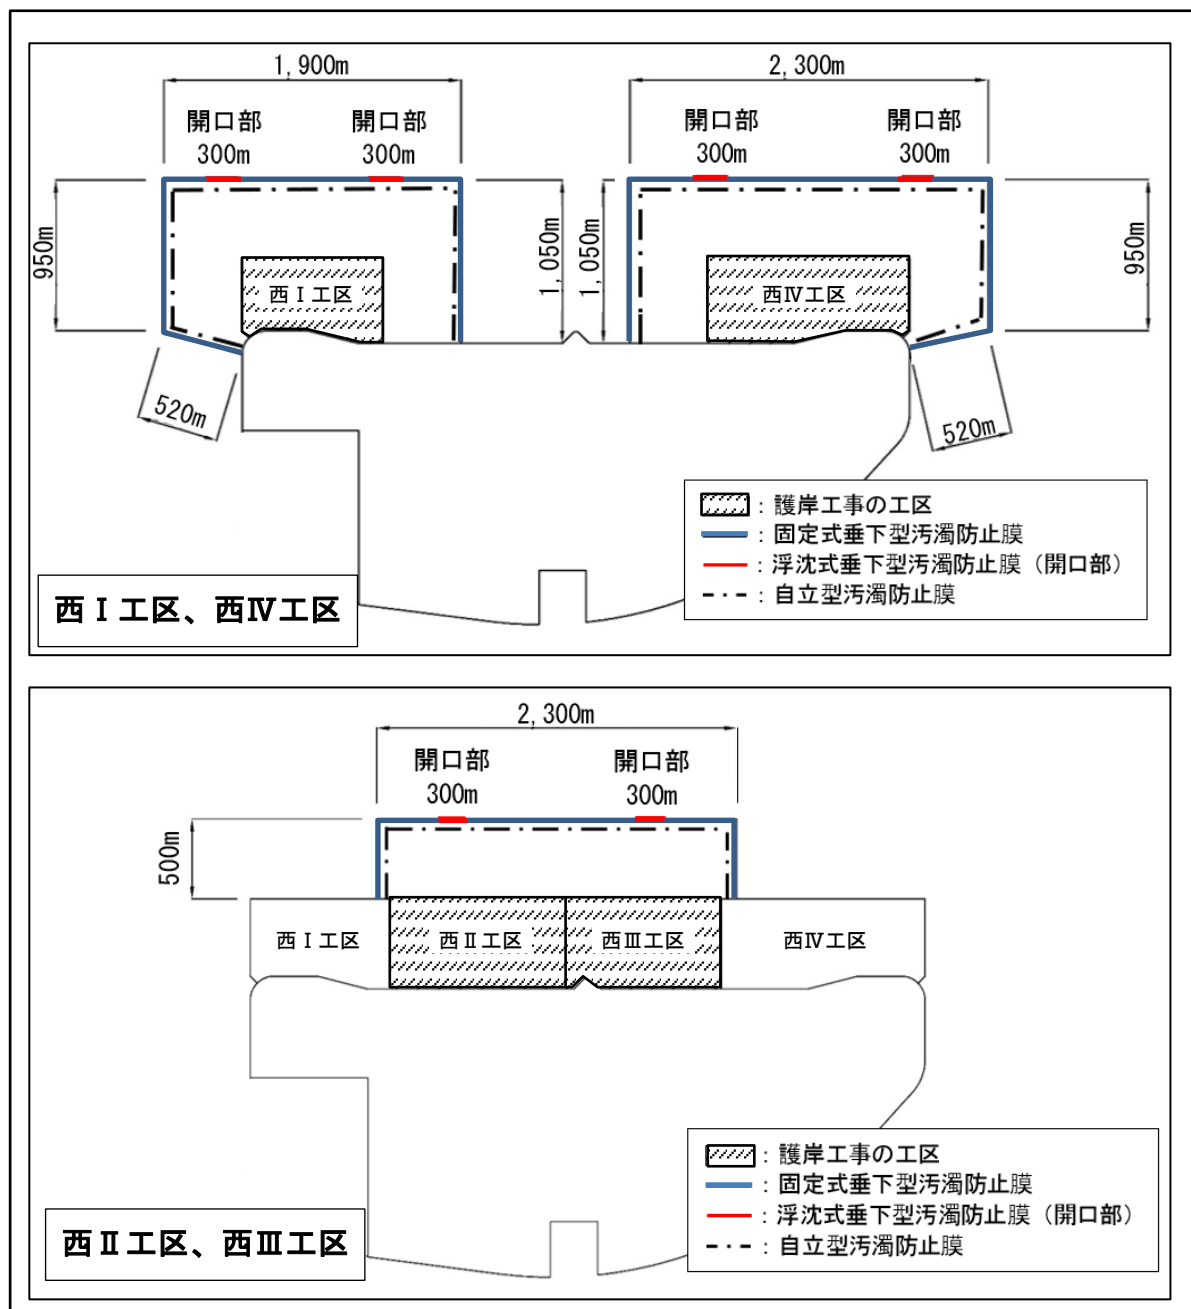 1,900m
2,300m
開口部
開口部
開口部
開口部
300m
300m
300m
300m
950m
1,050m
1,050m
950m
西Ⅰ工区
西Ⅳ工区
520m
520m
：護岸工事の工区
：固定式垂下型汚濁防止膜
：浮沈式垂下型汚濁防止膜（開口部）
：自立型汚濁防止膜
西Ⅰ工区、西Ⅳ工区
2,300m
開口部
開口部
300m
300m
500m
西Ⅰ工区
西Ⅱ工区
西Ⅲ工区
西Ⅳ工区
：護岸工事の工区
：固定式垂下型汚濁防止膜
：浮沈式垂下型汚濁防止膜（開口部）
：自立型汚濁防止膜
西Ⅱ工区、西Ⅲ工区